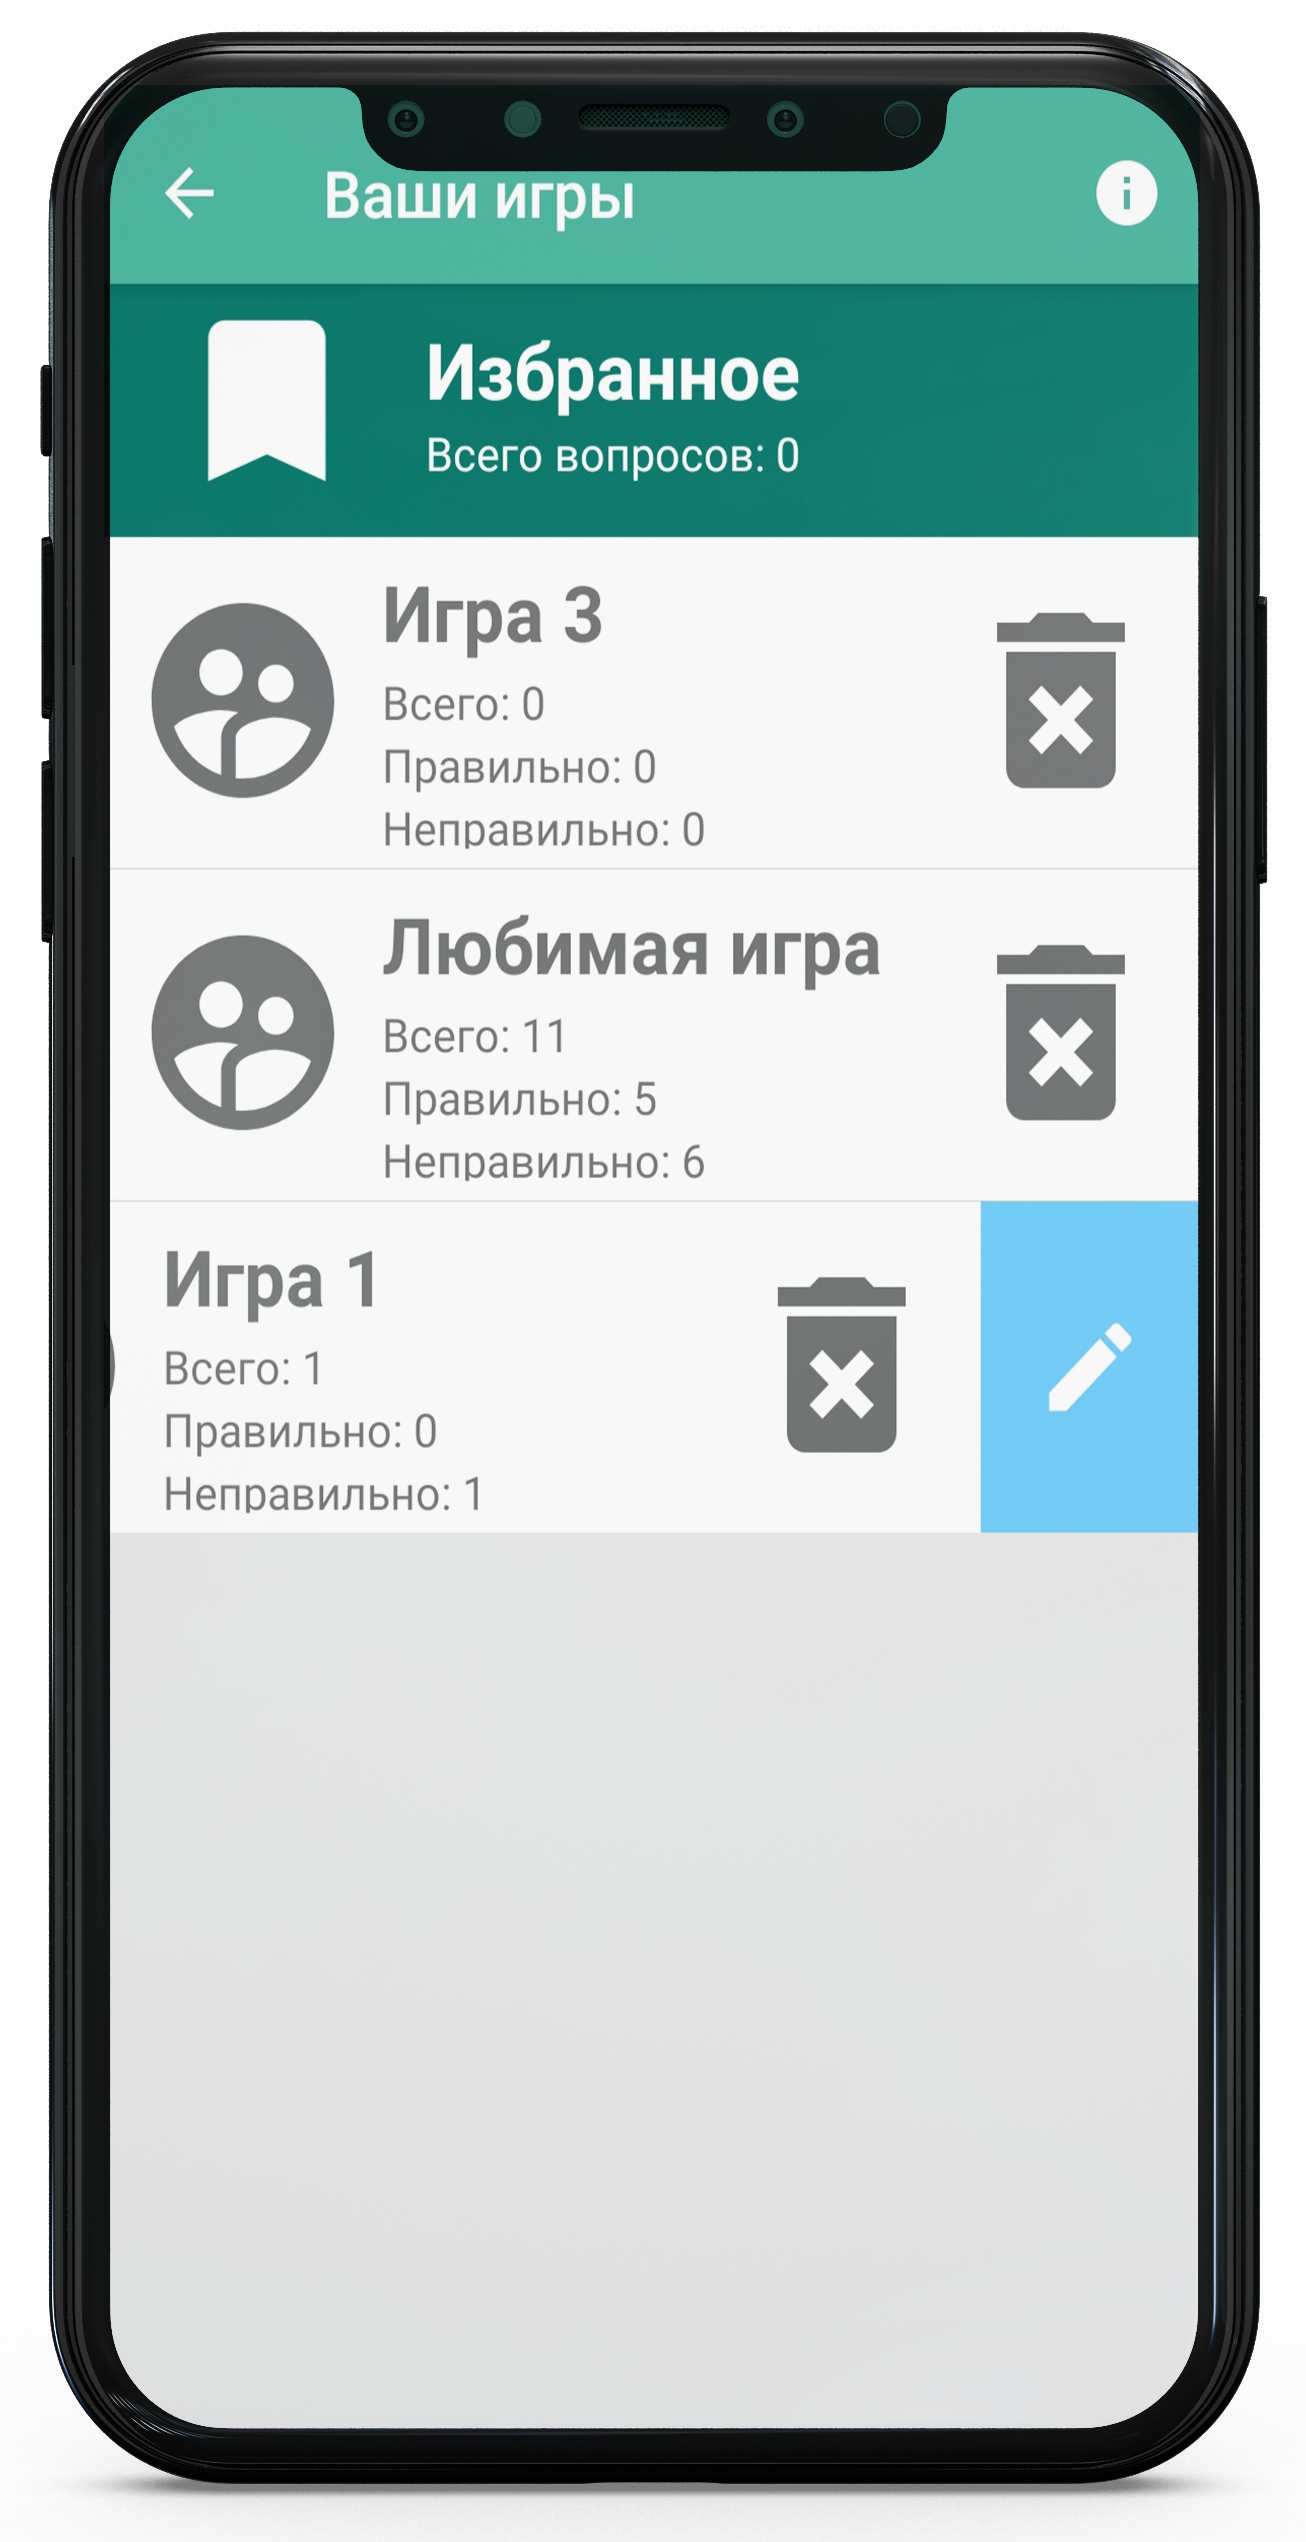 Ваши игры
Избранное
Всего вопросов: 0
Игра 3
Всего: 0
Правильно: 0
Неправильно: 0
Любимая игра
Всего: 11
Правильно: 5
Неправильно: 6
Игра 1
Всего: 1
Правильно: 0
Неправильно: 1